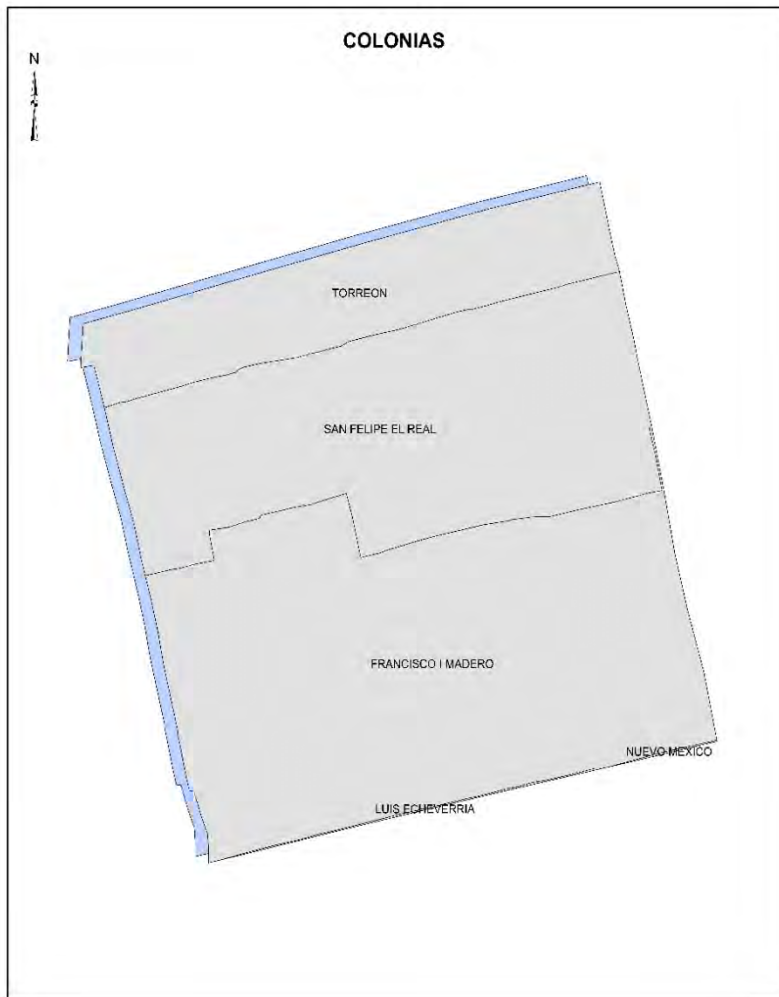 COLONIAS
N
TORREON
SAN FELIPE EL REAL
FRANCISCO I MADERO
NUEVO MEXICO
LUIS ECHEVERRIA